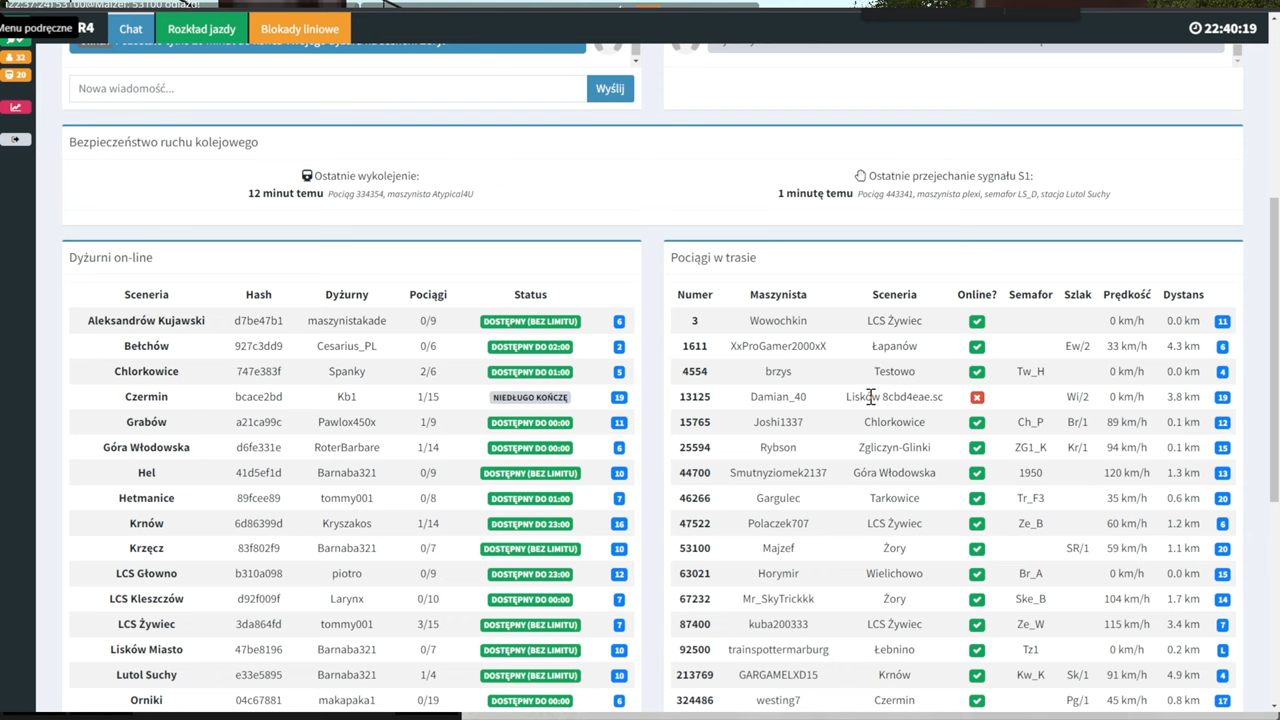 22:37:24) 53100@Majzer: 53100 odjazd!
Menu podręczne R4 Chat Rozkład jazdy Blokady liniowe 22:40:19
32
20
Nowa wiadomość... Wyślij
Bezpieczeństwo ruchu kolejowego
Ostatnie wykolejenie: Ostatnie przejechanie sygnału S1:
12 minut temu Pociąg 334354, maszynista Atypical4U 1 minutę temu Pociąg 443341, maszynista plexi, semafor LS_D, stacja Lutol Suchy
Dyżurni on-line
Sceneria Hash Dyżurny Pociągi Status
Aleksandrów Kujawski d7be47b1 maszynistakade 0/9 DOSTĘPNY (BEZ LIMITU) 6
Bełchów 927c3dd9 Cesarius_PL 0/6 DOSTĘPNY DO 02:00 2
Chlorkowice 747e383f Spanky 2/6 DOSTĘPNY DO 01:00 5
Czermin bcace2bd Kb1 1/15 NIEDŁUGO KOŃCZĘ 19
Grabów a21ca99c Pawlox450x 1/9 DOSTĘPNY DO 00:00 11
Góra Włodowska d6fe331e RoterBarbare 1/14 DOSTĘPNY DO 00:00 6
Hel 41d5ef1d Barnaba321 0/9 DOSTĘPNY (BEZ LIMITU) 10
Hetmanice 89fcee89 tommy001 0/8 DOSTĘPNY DO 01:00 7
Krnów 6d86399d Kryszakos 1/14 DOSTĘPNY DO 23:00 16
Krzęcz 83f802f9 Barnaba321 0/7 DOSTĘPNY (BEZ LIMITU) 10
LCS Głowno b310a098 piotro 0/9 DOSTĘPNY DO 23:00 12
LCS Kleszczów d92f009f Larynx 0/10 DOSTĘPNY DO 00:00 7
LCS Żywiec 3da864fd tommy001 3/15 DOSTĘPNY (BEZ LIMITU) 7
Lisków Miasto 47be8196 Barnaba321 0/7 DOSTĘPNY (BEZ LIMITU) 10
Lutol Suchy e33e5895 Barnaba321 1/4 DOSTĘPNY (BEZ LIMITU) 10
Orniki 04c67881 makapaka1 0/19 DOSTĘPNY DO 00:00 6
Pociągi w trasie
Numer Maszynista Sceneria Online? Semafor Szlak Prędkość Dystans
3 Wowochkin LCS Żywiec 0 km/h 0.0 km 11
1611 XxProGamer2000xX Łapanów Ew/2 33 km/h 4.3 km 6
4554 brzys Testowo Tw_H 0 km/h 0.0 km 4
13125 Damian_40 Lisków 8cbd4eae.sc Wi/2 0 km/h 3.8 km 19
15765 Joshi1337 Chlorkowice Ch_P Br/1 89 km/h 0.1 km 12
25594 Rybson Zgliczyn-Glinki ZG1_K Kr/1 94 km/h 0.1 km 15
44700 Smutnyziomek2137 Góra Włodowska 1950 120 km/h 1.3 km 13
46266 Gargulec Tarkowice Tr_F3 35 km/h 0.6 km 20
47522 Polaczek707 LCS Żywiec Ze_B 60 km/h 1.2 km 6
53100 Majzef Żory SR/1 59 km/h 1.1 km 20
63021 Horymir Wielichowo Br_A 0 km/h 0.0 km 15
67232 Mr_SkyTrickkk Żory Ske_B 104 km/h 1.7 km 14
87400 kuba200333 LCS Żywiec Ze_W 115 km/h 3.4 km 7
92500 trainspottermarburg Łebnino Tz1 0 km/h 0.2 km L
213769 GARGAMELXD15 Krnów Kw_K Sk/1 91 km/h 4.9 km 4
324486 westing7 Czermin Pg/1 45 km/h 0.8 km 17